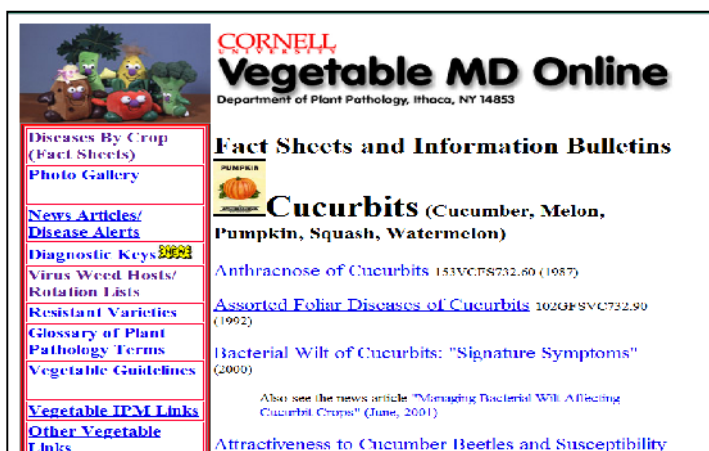 CORNELL
UNIVERSITY
Vegetable MD Online
Department of Plant Pathology, Ithaca, NY 14853
Diseases By Crop
(Fact Sheets)
Photo Gallery
News Articles/
Disease Alerts
Diagnostic Keys
Virus Weed Hosts/
Rotation Lists
Resistant Varieties
Glossary of Plant
Pathology Terms
Vegetable Guidelines
Vegetable IPM Links
Other Vegetable
Links
Fact Sheets and Information Bulletins
PUMPKIN
Cucurbits (Cucumber, Melon,
Pumpkin, Squash, Watermelon)
Anthracnose of Cucurbits 153VCFS732.60 (1987)
Assorted Foliar Diseases of Cucurbits 102GFSVC732.90
(1992)
Bacterial Wilt of Cucurbits: "Signature Symptoms"
(2000)
Also see the news article "Managing Bacterial Wilt Affecting
Cucurbit Crops" (June, 2001)
Attractiveness to Cucumber Beetles and Susceptibility